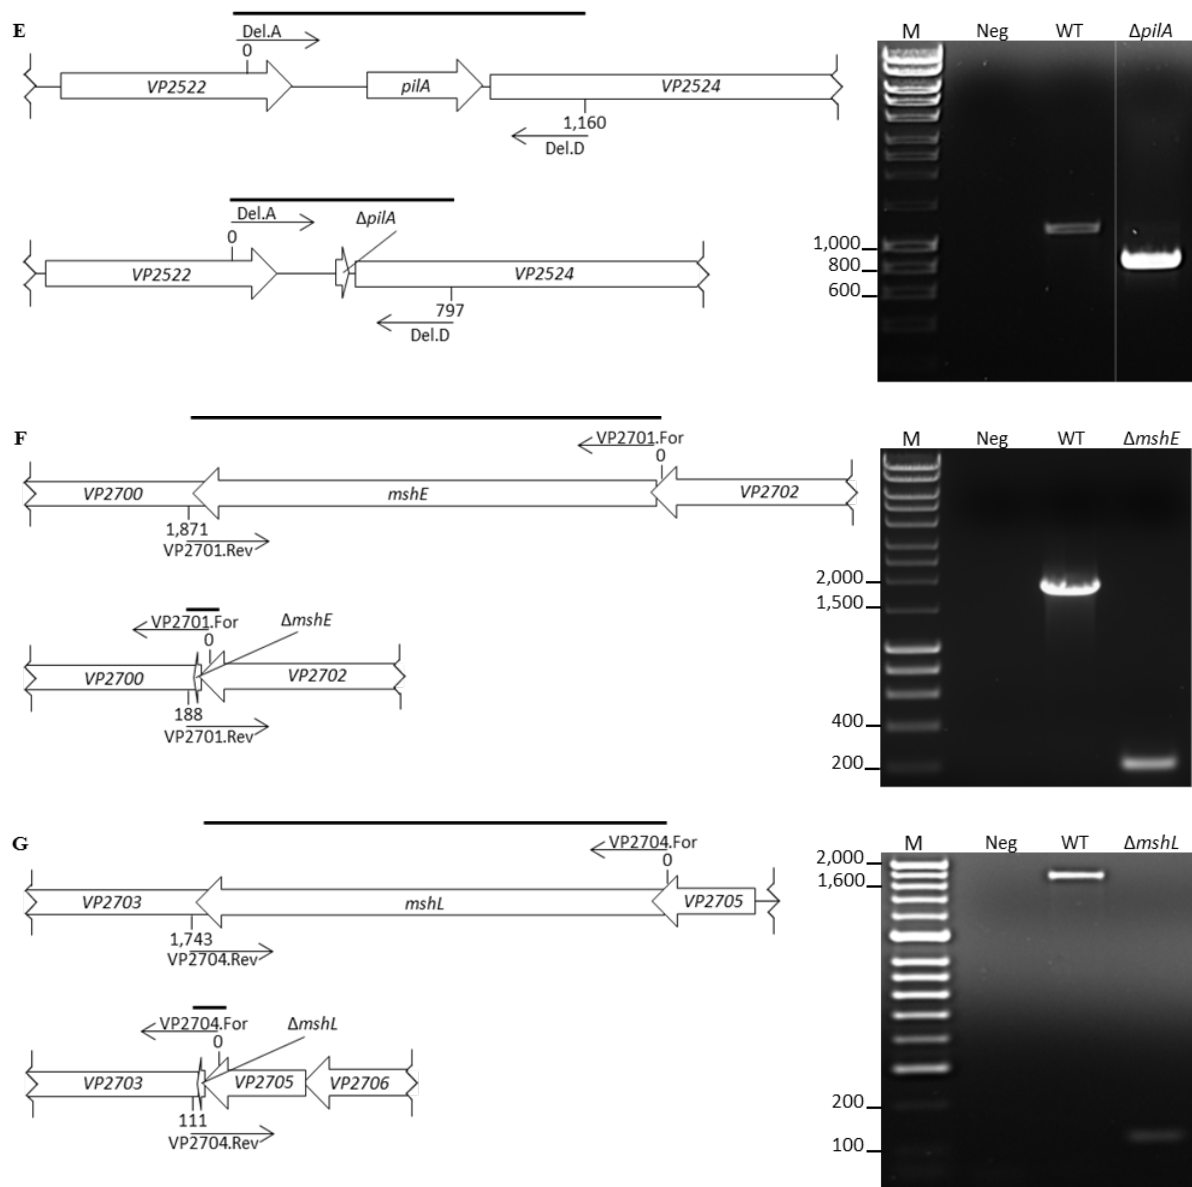 E
Del.A
0
VP2522
pilA
VP2524
1,160
Del.D
Del.A
ΔpilA
0
VP2522
VP2524
797
Del.D
M Neg WT ΔpilA
1,000
800
600
F
VP2701.For
0
VP2700
mshE
VP2702
1,871
VP2701.Rev
VP2701.For
ΔmshE
0
VP2700
VP2702
188
VP2701.Rev
M Neg WT ΔmshE
2,000
1,500
400
200
G
VP2704.For
0
VP2703
mshL
VP2705
1,743
VP2704.Rev
VP2704.For
ΔmshL
0
VP2703
VP2705
VP2706
111
VP2704.Rev
M Neg WT ΔmshL
2,000
1,600
200
100